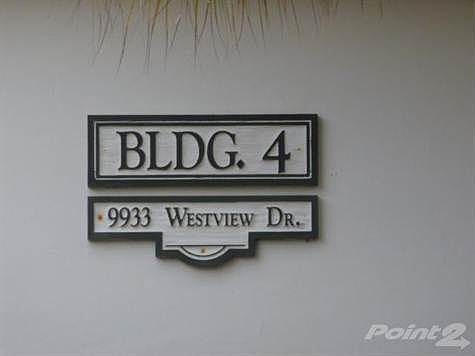 BLDG. 4
9933 WESTVIEW DR.
Point2